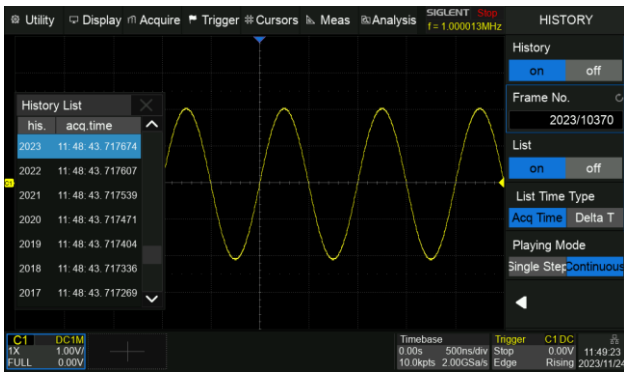 Utility Display Acquire Trigger Cursors Meas Analysis
SIGLENT Stop
f = 1.000013MHz
HISTORY
History
on off
Frame No.
2023/10370
List
on off
List Time Type
Acq Time Delta T
Playing Mode
Single Step Continuous
History List
his. acq.time
2023 11: 48: 43. 717674
2022 11: 48: 43. 717607
2021 11: 48: 43. 717539
2020 11: 48: 43. 717471
2019 11: 48: 43. 717404
2018 11: 48: 43. 717336
2017 11: 48: 43. 717269
C1
C1 DC1M
1X 1.00V/
FULL 0.00V
Timebase
0.00s 500ns/div
10.0kpts 2.00GSa/s
Trigger C1 DC
Stop 0.00V
Edge Rising
11:49:23
2023/11/24